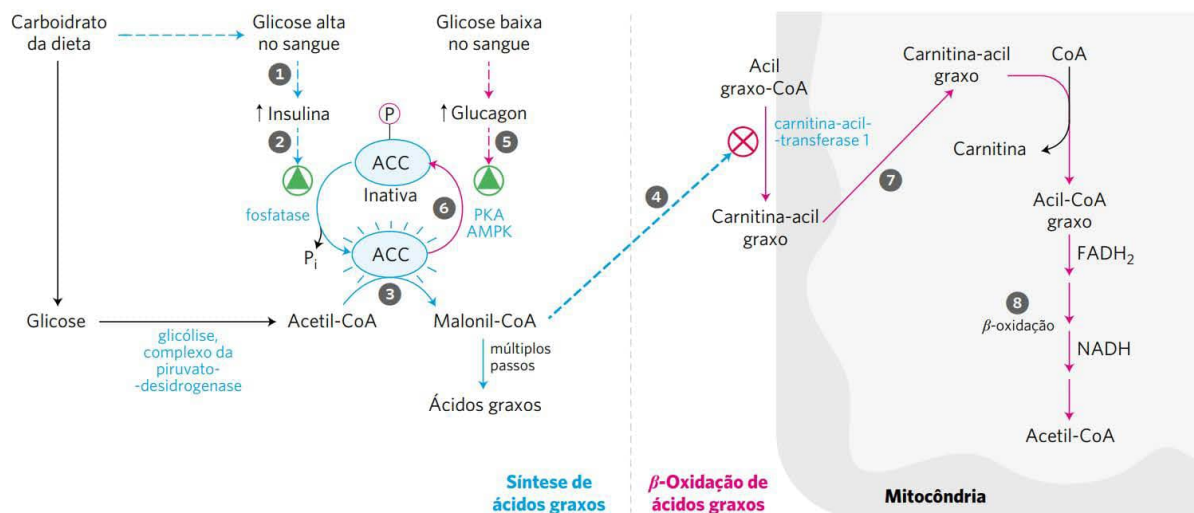 Carboidrato
da dieta
Glicose alta
no sangue
Glicose baixa
no sangue
1
↑ Insulina
2
fosfatase
P
ACC
Inativa
↑ Glucagon
5
PKA
AMPK
6
Pi
ACC
3
Glicose
glicólise,
complexo da
piruvato-
-desidrogenase
Acetil-CoA
Malonil-CoA
múltiplos
passos
Ácidos graxos
Síntese de
ácidos graxos
4
Acil
graxo-CoA
carnitina-acil-
-transferase 1
Carnitina-acil
graxo
7
Carnitina-acil
graxo
CoA
Carnitina
Acil-CoA
graxo
FADH₂
8
β-oxidação
NADH
Acetil-CoA
β-Oxidação de
ácidos graxos
Mitocôndria